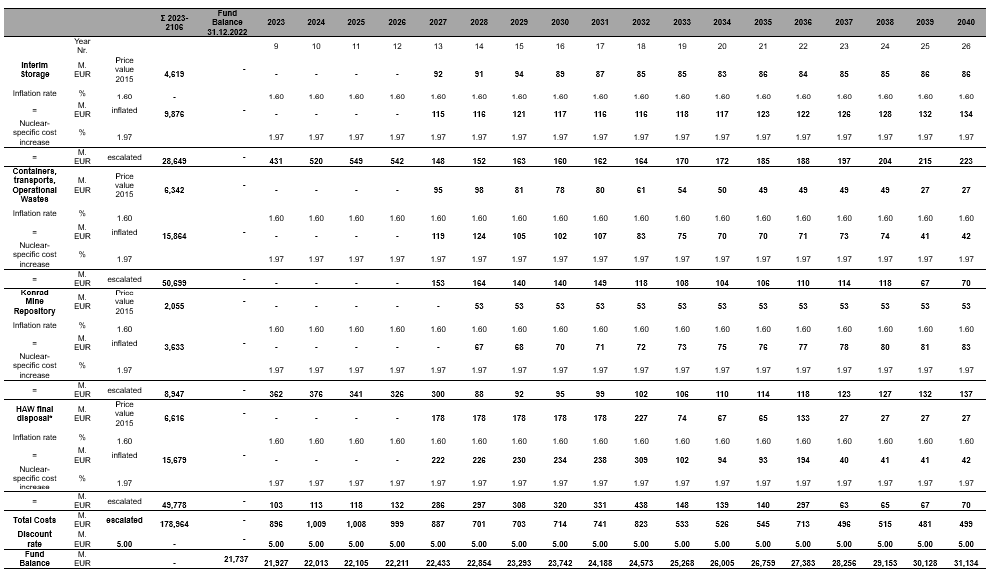 Σ 2023-2106 Fund Balance 31.12.2022 2023 2024 2025 2026 2027 2028 2029 2030 2031 2032 2033 2034 2035 2036 2037 2038 2039 2040
Year Nr. 9 10 11 12 13 14 15 16 17 18 19 20 21 22 23 24 25 26
Interim Storage M. EUR Price value 2015 4,619 - - - - - 92 91 94 89 87 85 85 83 86 84 85 85 86 86
Inflation rate % 1.60 - 1.60 1.60 1.60 1.60 1.60 1.60 1.60 1.60 1.60 1.60 1.60 1.60 1.60 1.60 1.60 1.60 1.60 1.60
= M. EUR inflated 9,876 - - - - 115 116 121 117 116 116 118 117 123 122 126 128 132 134
Nuclear-specific cost increase % 1.97 1.97 1.97 1.97 1.97 1.97 1.97 1.97 1.97 1.97 1.97 1.97 1.97 1.97 1.97 1.97 1.97 1.97 1.97
= M. EUR escalated 28,649 - 431 520 549 542 148 152 163 160 162 164 170 172 185 188 197 204 215 223
Containers, transports, Operational Wastes M. EUR Price value 2015 6,342 - - - - - 95 98 81 78 80 61 54 50 49 49 49 49 27 27
Inflation rate % 1.60 1.60 1.60 1.60 1.60 1.60 1.60 1.60 1.60 1.60 1.60 1.60 1.60 1.60 1.60 1.60 1.60 1.60 1.60
= M. EUR inflated 15,864 - - - - - 119 124 105 102 107 83 75 70 70 71 73 74 41 42
Nuclear-specific cost increase % 1.97 1.97 1.97 1.97 1.97 1.97 1.97 1.97 1.97 1.97 1.97 1.97 1.97 1.97 1.97 1.97 1.97 1.97 1.97
= M. EUR escalated 50,699 - - - - - 153 164 140 140 149 118 108 104 106 110 114 118 67 70
Konrad Mine Repository M. EUR Price value 2015 2,055 - - - - - - 53 53 53 53 53 53 53 53 53 53 53 53 53
Inflation rate % 1.60 1.60 1.60 1.60 1.60 1.60 1.60 1.60 1.60 1.60 1.60 1.60 1.60 1.60 1.60 1.60 1.60 1.60 1.60
= M. EUR inflated 3,633 - - - - - - 67 68 70 71 72 73 75 76 77 78 80 81 83
Nuclear-specific cost increase % 1.97 1.97 1.97 1.97 1.97 1.97 1.97 1.97 1.97 1.97 1.97 1.97 1.97 1.97 1.97 1.97 1.97 1.97 1.97
= M. EUR escalated 8,947 - 362 376 341 326 300 88 92 95 99 102 106 110 114 118 123 127 132 137
HAW final disposal* M. EUR Price value 2015 6,616 - - - - - 178 178 178 178 178 227 74 67 65 133 27 27 27 27
Inflation rate % 1.60 1.60 1.60 1.60 1.60 1.60 1.60 1.60 1.60 1.60 1.60 1.60 1.60 1.60 1.60 1.60 1.60 1.60 1.60
= M. EUR inflated 15,679 - - - - - 222 226 230 234 238 309 102 94 93 194 40 41 41 42
Nuclear-specific cost increase % 1.97 1.97 1.97 1.97 1.97 1.97 1.97 1.97 1.97 1.97 1.97 1.97 1.97 1.97 1.97 1.97 1.97 1.97 1.97
= M. EUR escalated 49,778 - 103 113 118 132 286 297 308 320 331 438 148 139 140 297 63 65 67 70
Total Costs M. EUR escalated 178,964 - 896 1,009 1,008 999 887 701 703 714 741 823 533 526 545 713 496 515 481 499
Discount rate M. EUR 5.00 - - 5.00 5.00 5.00 5.00 5.00 5.00 5.00 5.00 5.00 5.00 5.00 5.00 5.00 5.00 5.00 5.00 5.00 5.00
Fund Balance M. EUR - 21,737 21,927 22,013 22,105 22,211 22,433 22,854 23,293 23,742 24,188 24,573 25,268 26,005 26,759 27,383 28,256 29,153 30,128 31,134